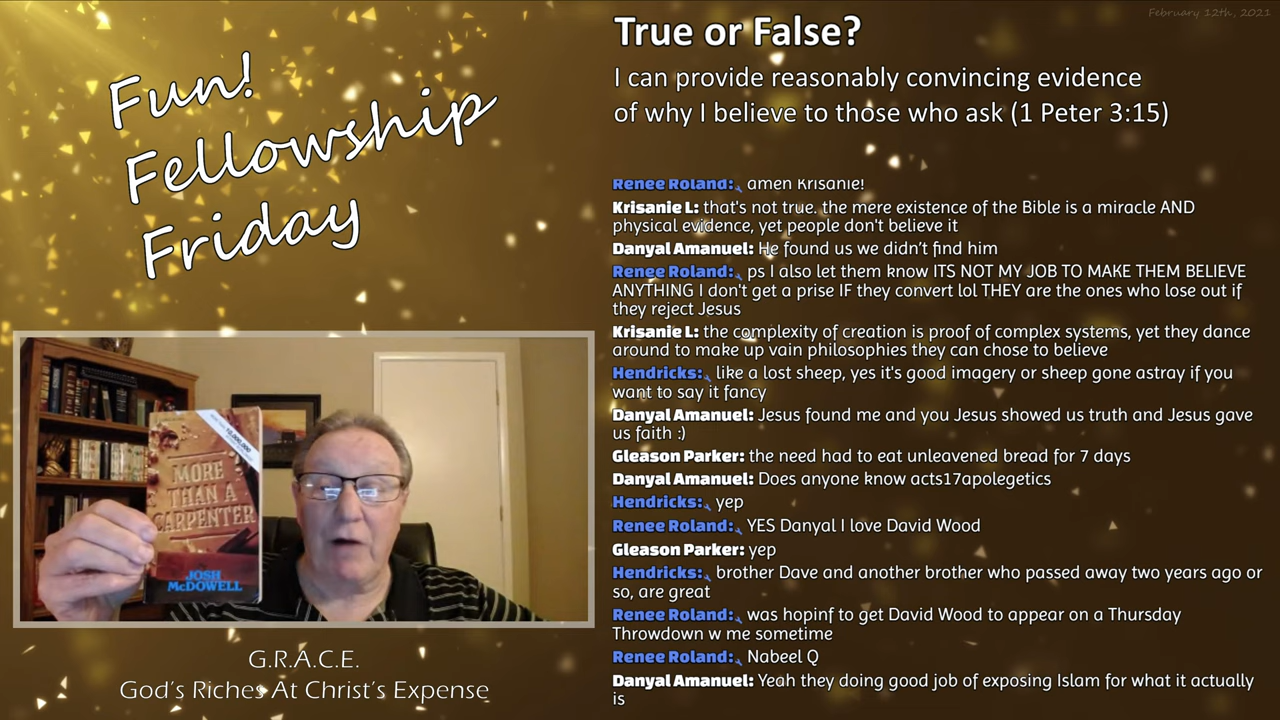 February 12th, 2021
Fun!
Fellowship
Friday
True or False?
I can provide reasonably convincing evidence
of why I believe to those who ask (1 Peter 3:15)
Renee Roland: amen Krisanie!
Krisanie L: that's not true. the mere existence of the Bible is a miracle AND
physical evidence, yet people don't believe it
Danyal Amanuel: He found us we didn't find him
Renee Roland: ps I also let them know ITS NOT MY JOB TO MAKE THEM BELIEVE
ANYTHING I don't get a prise IF they convert lol THEY are the ones who lose out if
they reject Jesus
Krisanie L: the complexity of creation is proof of complex systems, yet they dance
around to make up vain philosophies they can chose to believe
Hendricks: like a lost sheep, yes it's good imagery or sheep gone astray if you
want to say it fancy
Danyal Amanuel: Jesus found me and you Jesus showed us truth and Jesus gave
us faith :)
Gleason Parker: the need had to eat unleavened bread for 7 days
Danyal Amanuel: Does anyone know acts17apolegetics
Hendricks: yep
Renee Roland: YES Danyal I love David Wood
Gleason Parker: yep
Hendricks: brother Dave and another brother who passed away two years ago or
so, are great
Renee Roland: was hopinf to get David Wood to appear on a Thursday
Throwdown w me sometime
Renee Roland: Nabeel Q
Danyal Amanuel: Yeah they doing good job of exposing Islam for what it actually
is
MORE
THAN A
CARPENTER
JOSH
McDOWELL
G.R.A.C.E.
God's Riches At Christ's Expense